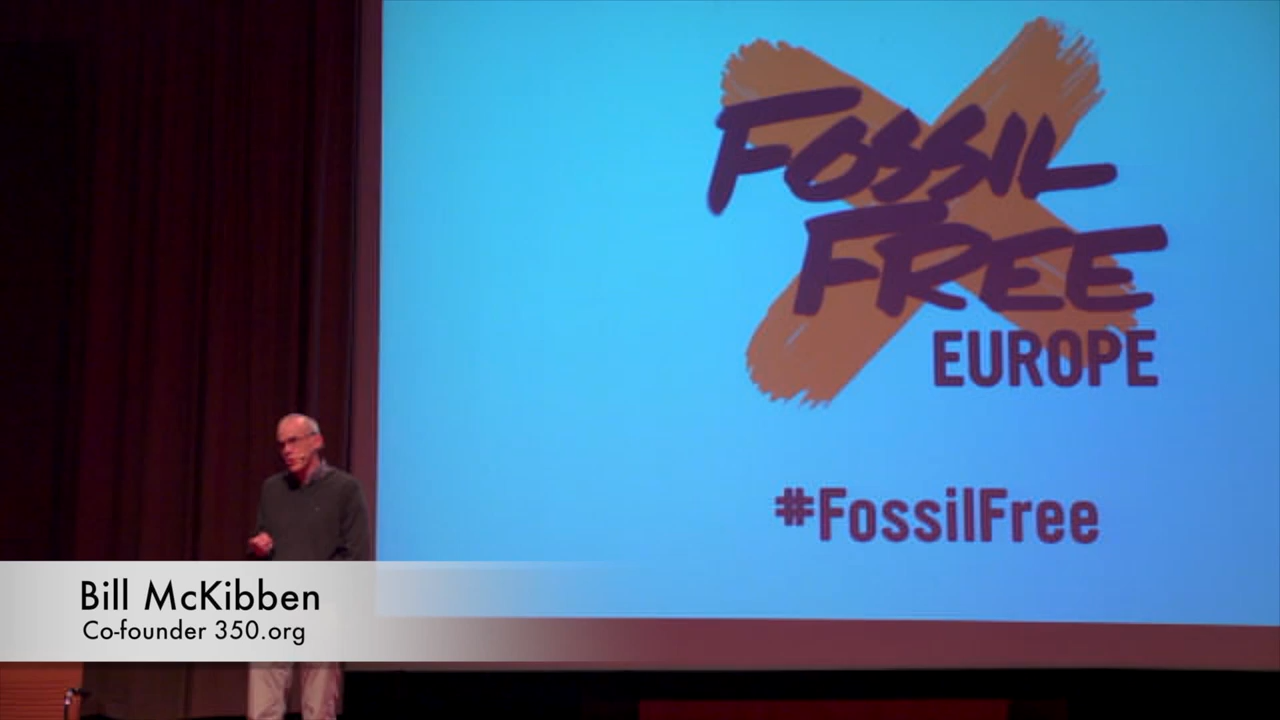 FOSSIL
FREE
EUROPE
#FossilFree
Bill McKibben
Co-founder 350.org